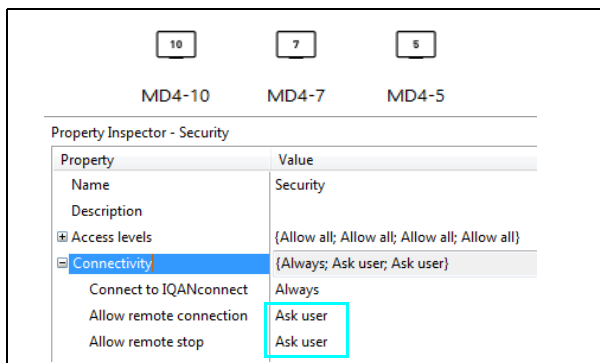 10 7 5
MD4-10 MD4-7 MD4-5
Property Inspector - Security
Property Value
Name Security
Description
Access levels {Allow all; Allow all; Allow all; Allow all}
Connectivity {Always; Ask user; Ask user}
Connect to IQANconnect Always
Allow remote connection Ask user
Allow remote stop Ask user